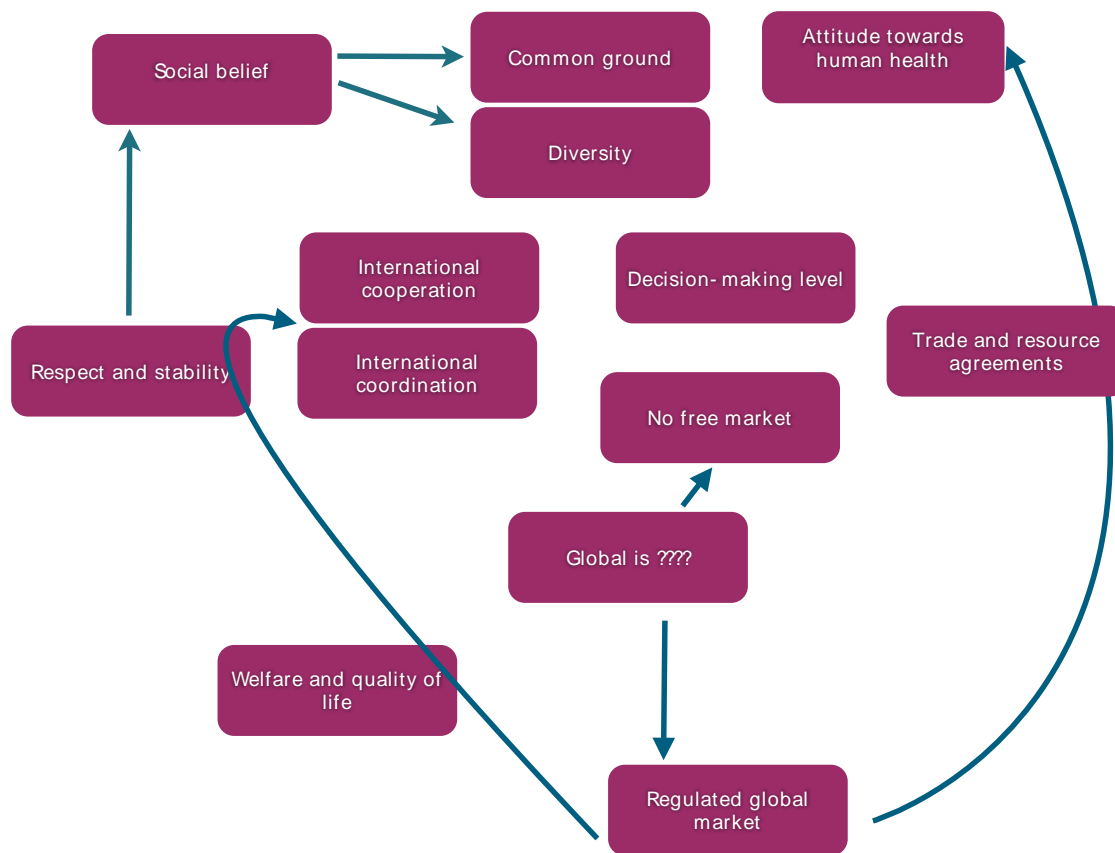 Social belief
Common ground
Attitude towards
human health
Diversity
International
cooperation
Decision- making level
Respect and stability
International
coordination
Trade and resource
agreements
No free market
Global is ????
Welfare and quality of
life
Regulated global
market